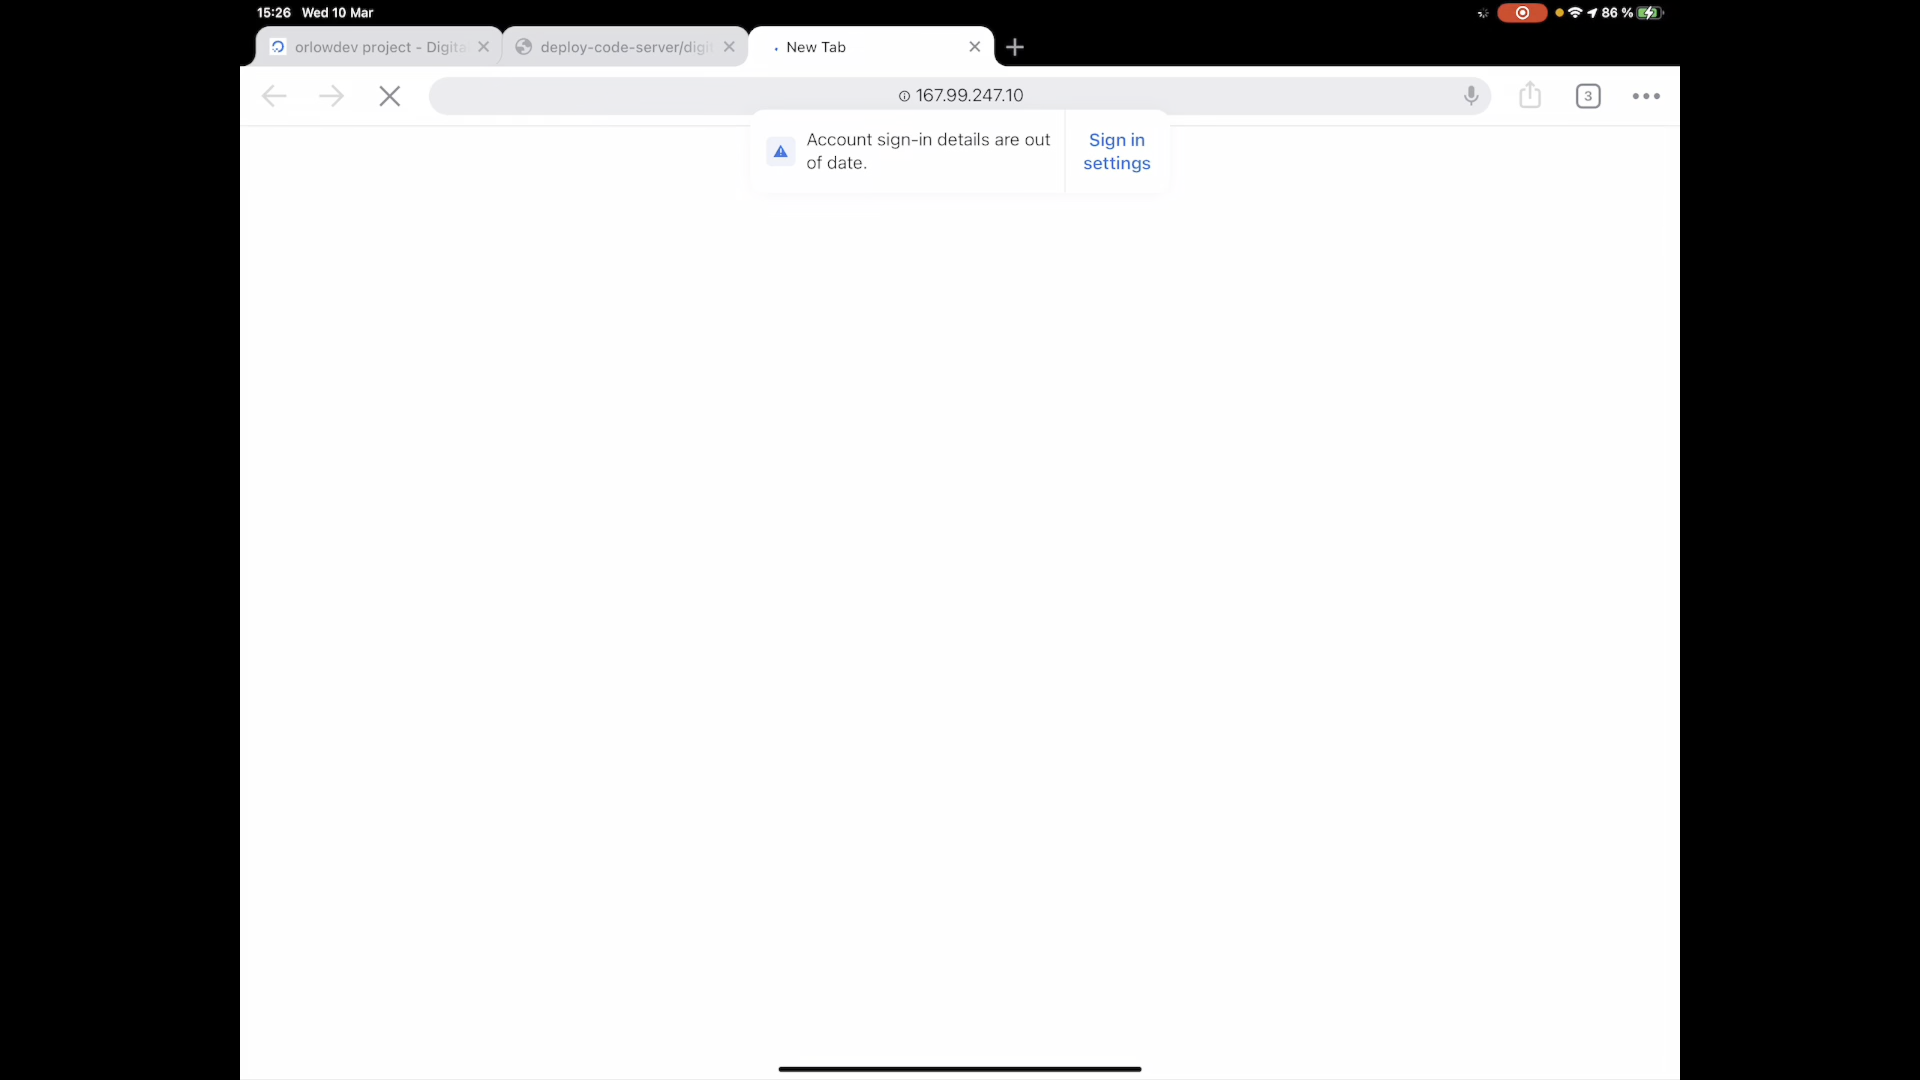 15:26 Wed 10 Mar
86 %
orlowdev project - Digita
deploy-code-server/digi
New Tab
167.99.247.10
3
Account sign-in details are out
of date.
Sign in
settings